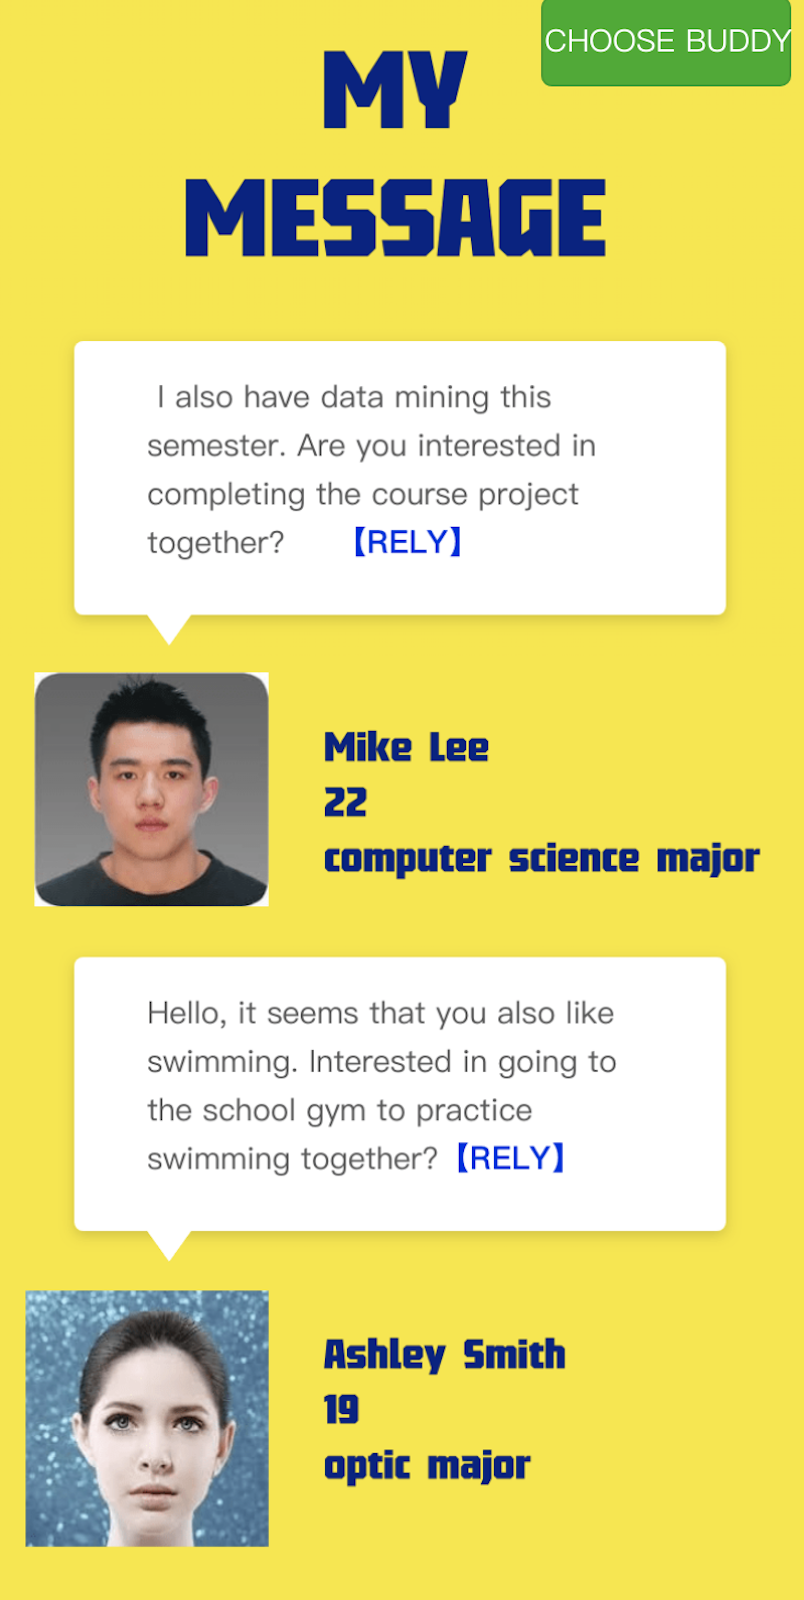 CHOOSE BUDDY
MY
MESSAGE
I also have data mining this
semester. Are you interested in
completing the course project
together? 【RELY】
Mike Lee
22
computer science major
Hello, it seems that you also like
swimming. Interested in going to
the school gym to practice
swimming together? 【RELY】
Ashley Smith
19
optic major